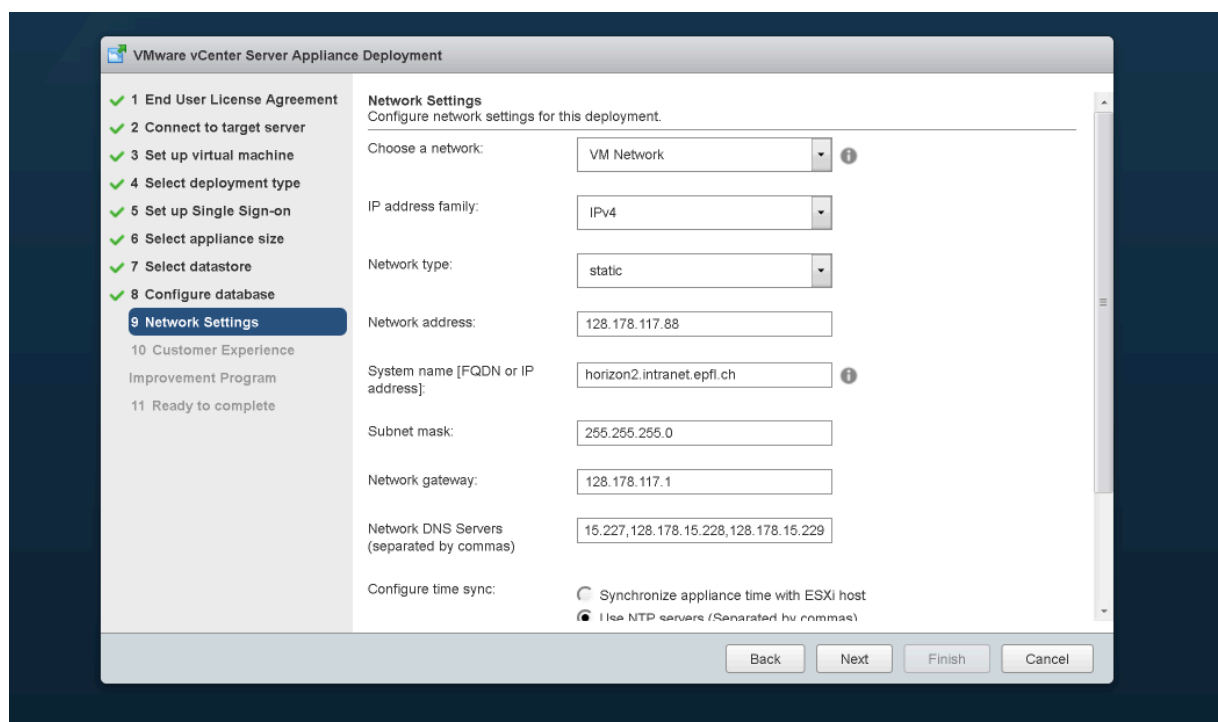 VMware vCenter Server Appliance Deployment
1 End User License Agreement
2 Connect to target server
3 Set up virtual machine
4 Select deployment type
5 Set up Single Sign-on
6 Select appliance size
7 Select datastore
8 Configure database
9 Network Settings
10 Customer Experience
Improvement Program
11 Ready to complete
Network Settings
Configure network settings for this deployment.
Choose a network:
VM Network
IP address family:
IPv4
Network type:
static
Network address:
128.178.117.88
System name [FQDN or IP
address]:
horizon2.intranet.epfl.ch
Subnet mask:
255.255.255.0
Network gateway:
128.178.117.1
Network DNS Servers
(separated by commas)
15.227,128.178.15.228,128.178.15.229
Configure time sync:
Synchronize appliance time with ESXi host
Use NTP servers (Separated by commas)
Back
Next
Finish
Cancel